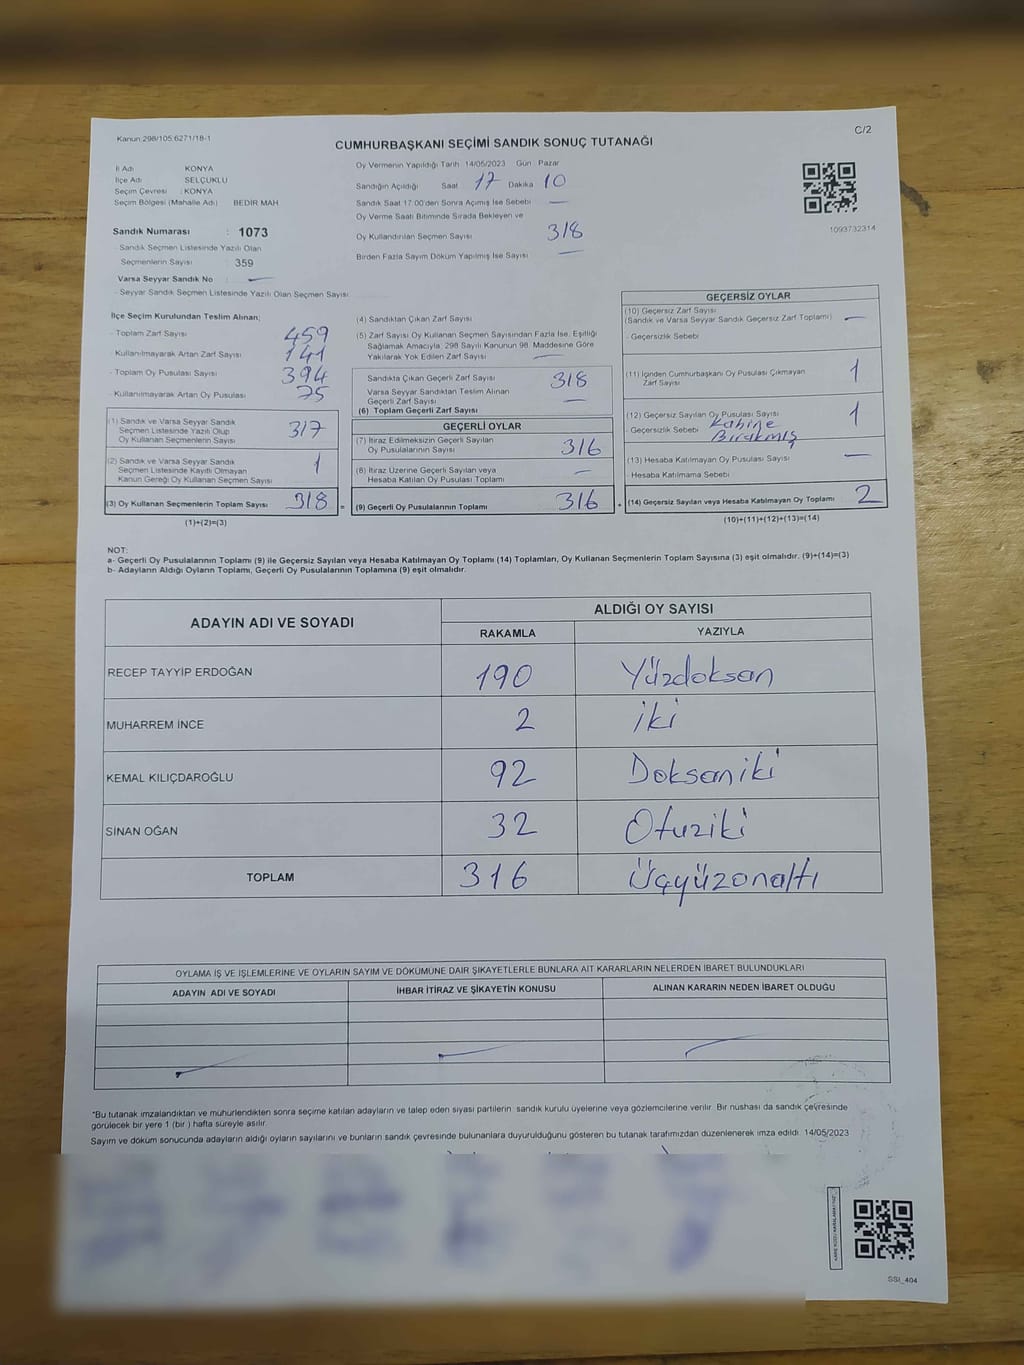 Kanun:298/105;6271/18-1
C/2
CUMHURBAŞKANI SEÇİMİ SANDIK SONUÇ TUTANAĞI
İl Adı : KONYA
İlçe Adı : SELÇUKLU
Seçim Çevresi : KONYA
Seçim Bölgesi (Mahalle Adı) BEDİR MAH
Sandık Numarası : 1073
Sandık Seçmen Listesinde Yazılı Olan
Seçmenlerin Sayısı : 359
Varsa Seyyar Sandık No : —
Seyyar Sandık Seçmen Listesinde Yazılı Olan Seçmen Sayısı
Oy Vermenin Yapıldığı Tarih 14/05/2023 Gün : Pazar
Sandığın Açıldığı Saat 17 Dakika 10
Sandık Saat 17:00'den Sonra Açımış İse Sebebi —
Oy Verme Saati Bitiminde Sırada Bekleyen ve
Oy Kullandırılan Seçmen Sayısı 318
Birden Fazla Sayım Döküm Yapılmış İse Sayısı —
1093732314
İlçe Seçim Kurulundan Teslim Alınan;
- Toplam Zarf Sayısı 459
- Kullanılmayarak Artan Zarf Sayısı 141
- Toplam Oy Pusulası Sayısı 394
- Kullanılmayarak Artan Oy Pusulası 75
(1) Sandık ve Varsa Seyyar Sandık
Seçmen Listesinde Yazılı Olup
Oy Kullanan Seçmenlerin Sayısı 317
(2) Sandık ve Varsa Seyyar Sandık
Seçmen Listesinde Kayıtlı Olmayan
Kanun Gereği Oy Kullanan Seçmen Sayısı 1
(3) Oy Kullanan Seçmenlerin Toplam Sayısı 318 =
(1)+(2)=(3)
(4) Sandıktan Çıkan Zarf Sayısı
(5) Zarf Sayısı Oy Kullanan Seçmen Sayısından Fazla İse, Eşitliği
Sağlamak Amacıyla, 298 Sayılı Kanunun 98. Maddesine Göre
Yakılarak Yok Edilen Zarf Sayısı —
Sandıkta Çıkan Geçerli Zarf Sayısı 318
Varsa Seyyar Sandıktan Teslim Alınan
Geçerli Zarf Sayısı —
(6) Toplam Geçerli Zarf Sayısı
GEÇERLİ OYLAR
(7) İtiraz Edilmeksizin Geçerli Sayılan
Oy Pusulalarının Sayısı 316
(8) İtiraz Üzerine Geçerli Sayılan veya
Hesaba Katılan Oy Pusulası Toplamı —
(9) Geçerli Oy Pusulalarının Toplamı 316 +
GEÇERSİZ OYLAR
(10) Geçersiz Zarf Sayısı
(Sandık ve Varsa Seyyar Sandık Geçersiz Zarf Toplamı) —
- Geçersizlik Sebebi
(11) İçinden Cumhurbaşkanı Oy Pusulası Çıkmayan
Zarf Sayısı 1
(12) Geçersiz Sayılan Oy Pusulası Sayısı 1
- Geçersizlik Sebebi
Bırakmış
(13) Hesaba Katılmayan Oy Pusulası Sayısı —
Hesaba Katılmama Sebebi
(14) Geçersiz Sayılan veya Hesaba Katılmayan Oy Toplamı 2
(10)+(11)+(12)+(13)=(14)
NOT:
a- Geçerli Oy Pusulalarının Toplamı (9) ile Geçersiz Sayılan veya Hesaba Katılmayan Oy Toplamı (14) Toplamları, Oy Kullanan Seçmenlerin Toplam Sayısına (3) eşit olmalıdır. (9)+(14)=(3)
b- Adayların Aldığı Oyların Toplamı, Geçerli Oy Pusulalarının Toplamına (9) eşit olmalıdır.
ADAYIN ADI VE SOYADI
ALDIĞI OY SAYISI
RAKAMLA YAZIYLA
RECEP TAYYİP ERDOĞAN 190 Yüzdoksan
MUHARREM İNCE 2 iki
KEMAL KILIÇDAROĞLU 92 Doksaniki
SİNAN OĞAN 32 Otuziki
TOPLAM 316 Üçyüzonaltı
OYLAMA İŞ VE İŞLEMLERİNE VE OYLARIN SAYIM VE DÖKÜMÜNE DAİR ŞİKAYETLERLE BUNLARA AİT KARARLARIN NELERDEN İBARET BULUNDUKLARI
ADAYIN ADI VE SOYADI İHBAR İTİRAZ VE ŞİKAYETİN KONUSU ALINAN KARARIN NEDEN İBARET OLDUĞU
*Bu tutanak imzalandıktan ve mühürlendikten sonra seçime katılan adayların ve talep eden siyasi partilerin sandık kurulu üyelerine veya gözlemcilerine verilir. Bir nüshası da sandık çevresinde
görülecek bir yere 1 (bir ) hafta süreyle asılır.
Sayım ve döküm sonucunda adayların aldığı oyların sayılarını ve bunların sandık çevresinde bulunanlara duyurulduğunu gösteren bu tutanak tarafımızdan düzenlenerek imza edildi. 14/05/2023
SSI_404